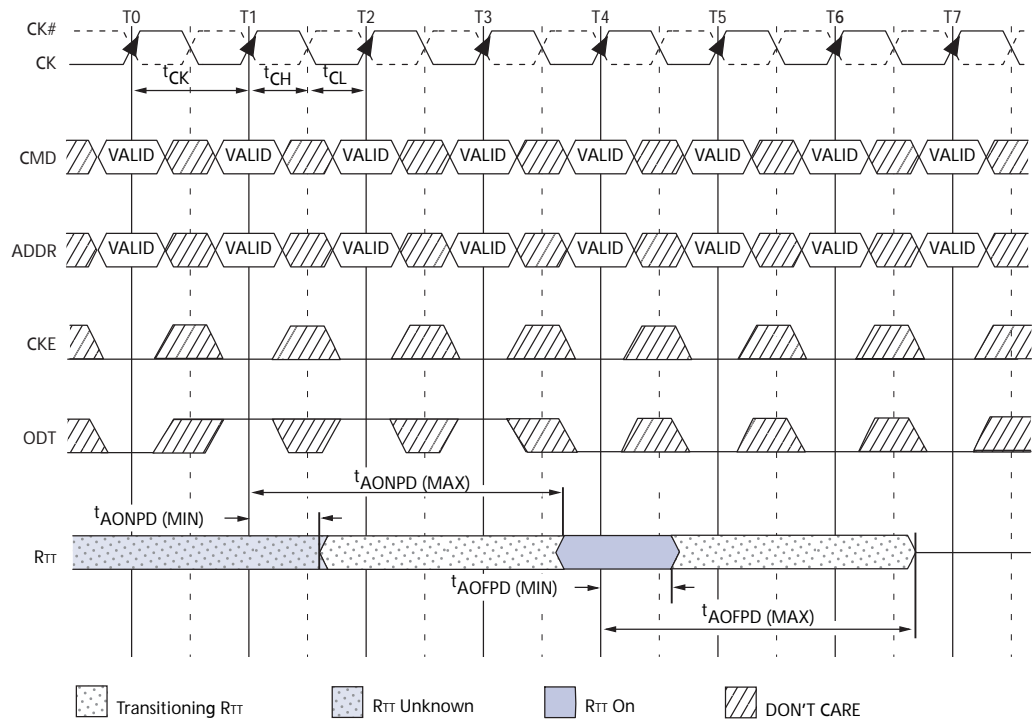 T0 T1 T2 T3 T4 T5 T6 T7
CK#
CK
tCK tCH tCL
CMD VALID VALID VALID VALID VALID VALID VALID VALID
ADDR VALID VALID VALID VALID VALID VALID VALID VALID
CKE
ODT
tAONPD (MAX)
tAONPD (MIN)
RTT
tAOFPD (MIN)
tAOFPD (MAX)
Transitioning RTT RTT Unknown RTT On DON'T CARE